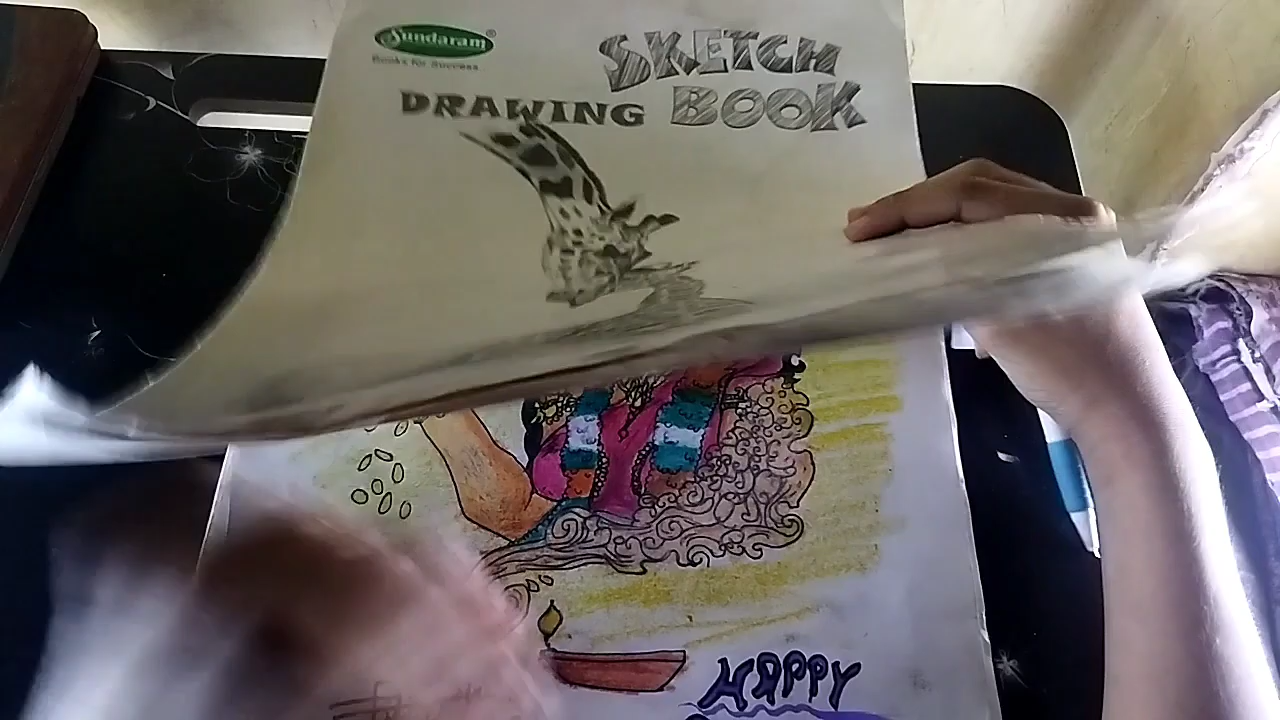 Sundaram®
Books for Success
SKETCH
DRAWING BOOK
HAPPY